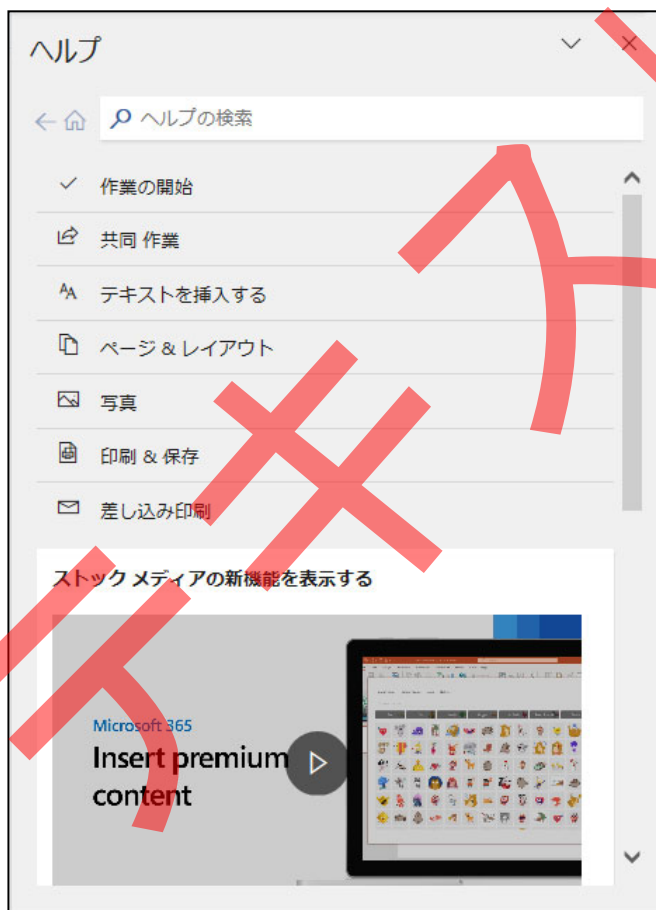 ヘルプ
ヘルプの検索
作業の開始
共同 作業
テキストを挿入する
ページ & レイアウト
写真
印刷 & 保存
差し込み印刷
ストック メディアの新機能を表示する
Microsoft 365
Insert premium
content